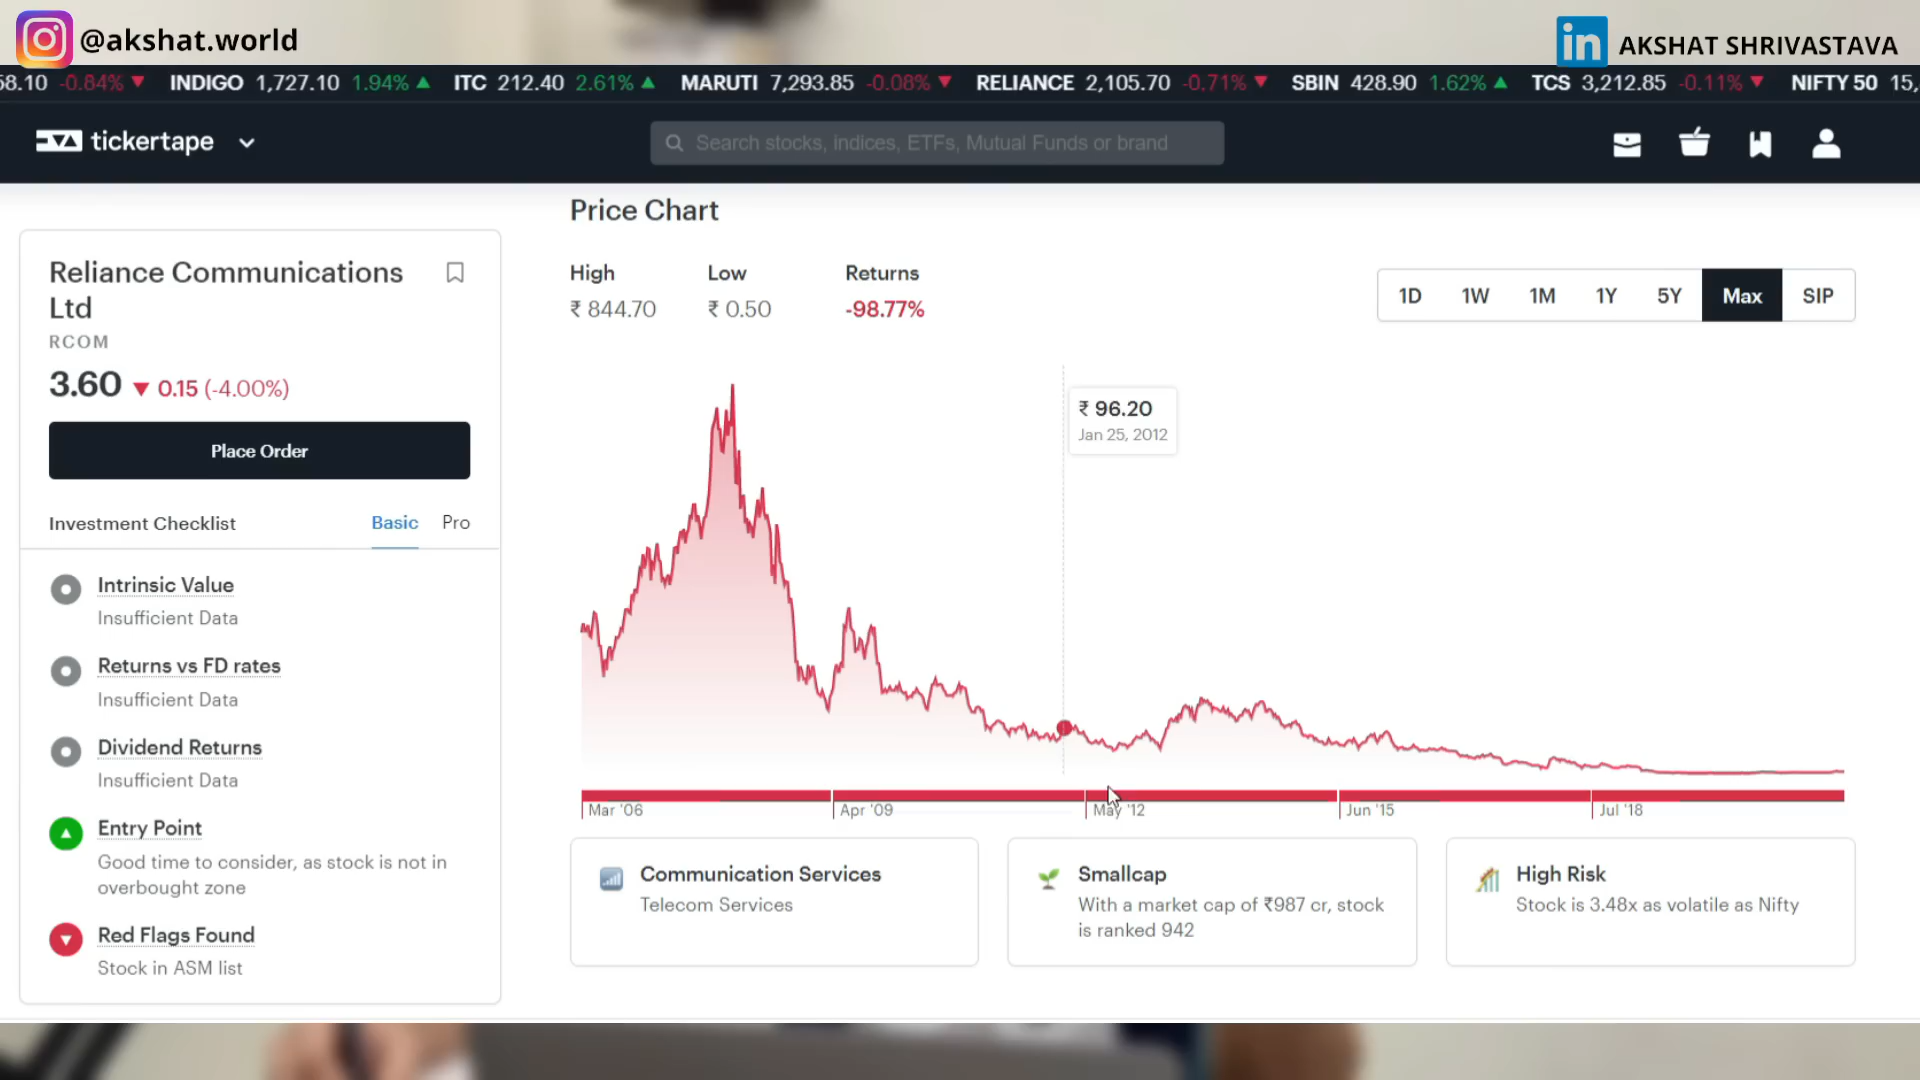 @akshat.world
AKSHAT SHRIVASTAVA
58.10 -0.84% ▼ INDIGO 1,727.10 1.94% ▲ ITC 212.40 2.61% ▲ MARUTI 7,293.85 -0.08% ▼ RELIANCE 2,105.70 -0.71% ▼ SBIN 428.90 1.62% ▲ TCS 3,212.85 -0.11% ▼ NIFTY 50 15,
tickertape
Search stocks, indices, ETFs, Mutual Funds or brand
Reliance Communications
Ltd
RCOM
3.60 ▼ 0.15 (-4.00%)
Place Order
Investment Checklist Basic Pro
Intrinsic Value
Insufficient Data
Returns vs FD rates
Insufficient Data
Dividend Returns
Insufficient Data
Entry Point
Good time to consider, as stock is not in
overbought zone
Red Flags Found
Stock in ASM list
Price Chart
High Low Returns
₹ 844.70 ₹ 0.50 -98.77%
1D 1W 1M 1Y 5Y Max SIP
₹ 96.20
Jan 25, 2012
Mar '06 Apr '09 May '12 Jun '15 Jul '18
Communication Services
Telecom Services
Smallcap
With a market cap of ₹987 cr, stock
is ranked 942
High Risk
Stock is 3.48x as volatile as Nifty